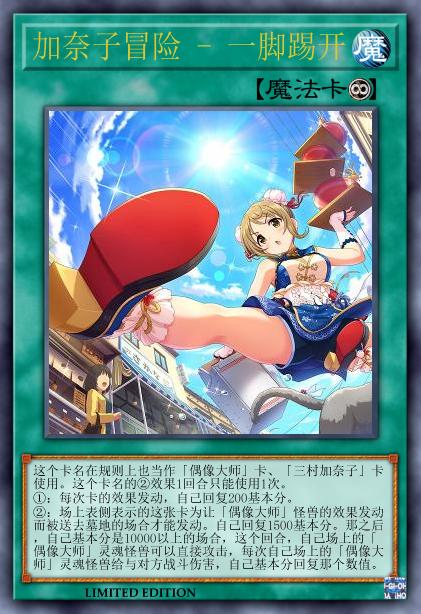 加奈子冒险 - 一脚踢开 魔
【魔法卡♾】
这个卡名在规则上也当作「偶像大师」卡、「三村加奈子」卡
使用。这个卡名的②效果1回合只能使用1次。
①：每次卡的效果发动，自己回复200基本分。
②：场上表侧表示的这张卡为让「偶像大师」怪兽的效果发动
而被送去墓地的场合才能发动。自己回复1500基本分。那之后
，自己基本分是10000以上的场合，这个回合，自己场上的「
偶像大师」灵魂怪兽可以直接攻击，每次自己场上的「偶像大
师」灵魂怪兽给与对方战斗伤害，自己基本分回复那个数值。
LIMITED EDITION